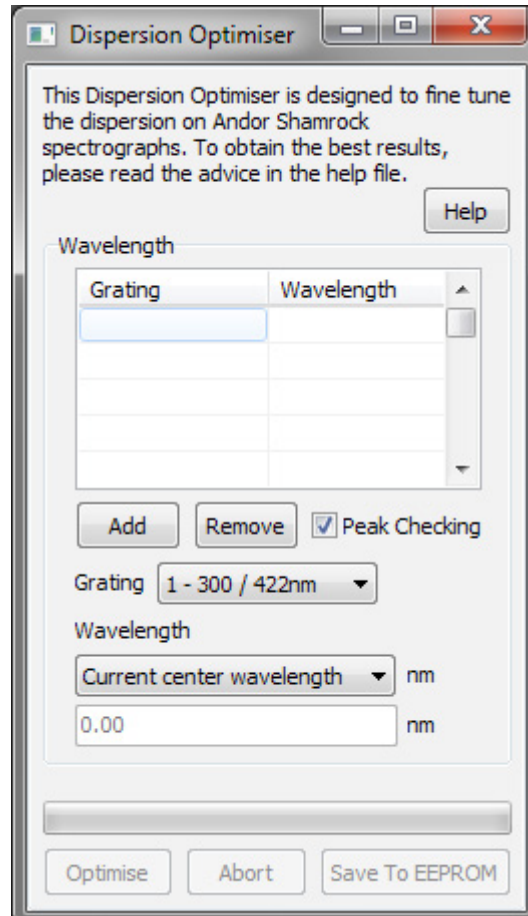 Dispersion Optimiser
This Dispersion Optimiser is designed to fine tune
the dispersion on Andor Shamrock
spectrographs. To obtain the best results,
please read the advice in the help file.
Help
Wavelength
Grating Wavelength
Add Remove Peak Checking
Grating 1 - 300 / 422nm
Wavelength
Current center wavelength nm
0.00 nm
Optimise Abort Save To EEPROM